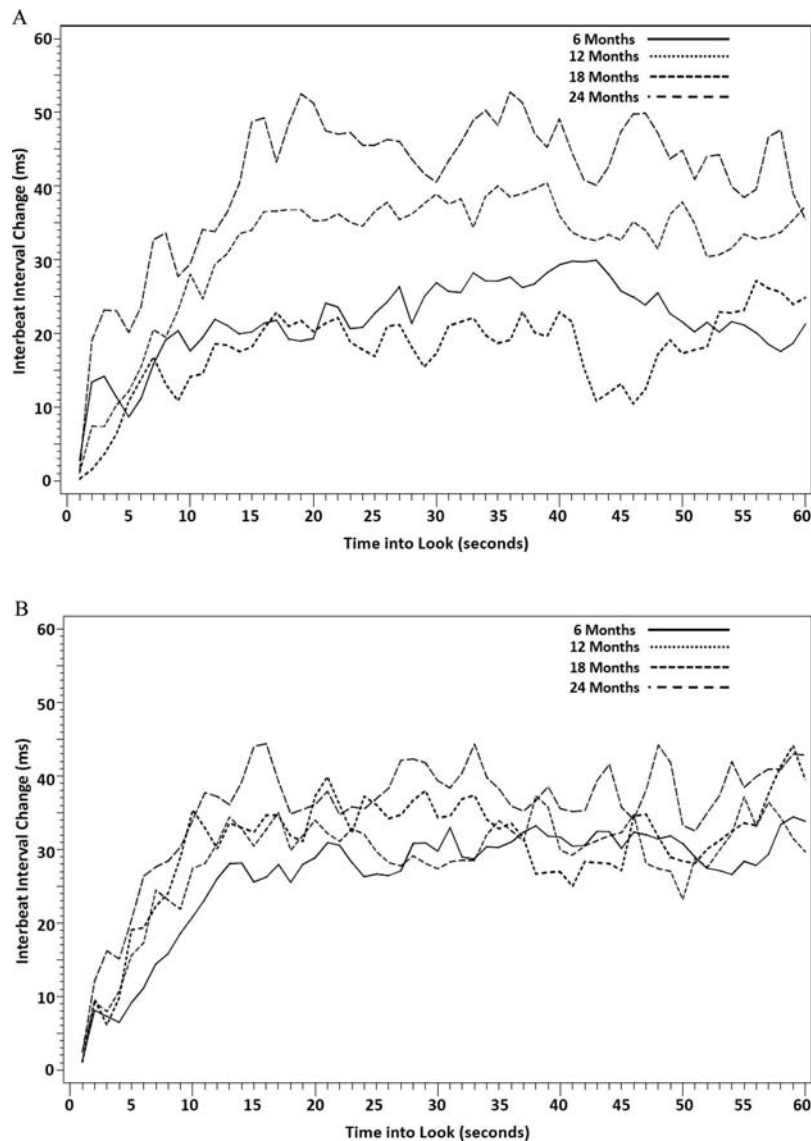 A
60
50
40
30
20
10
0
6 Months
12 Months
18 Months
24 Months
Interbeat Interval Change (ms)
0 5 10 15 20 25 30 35 40 45 50 55 60
Time into Look (seconds)
B
60
50
40
30
20
10
0
6 Months
12 Months
18 Months
24 Months
Interbeat Interval Change (ms)
0 5 10 15 20 25 30 35 40 45 50 55 60
Time into Look (seconds)